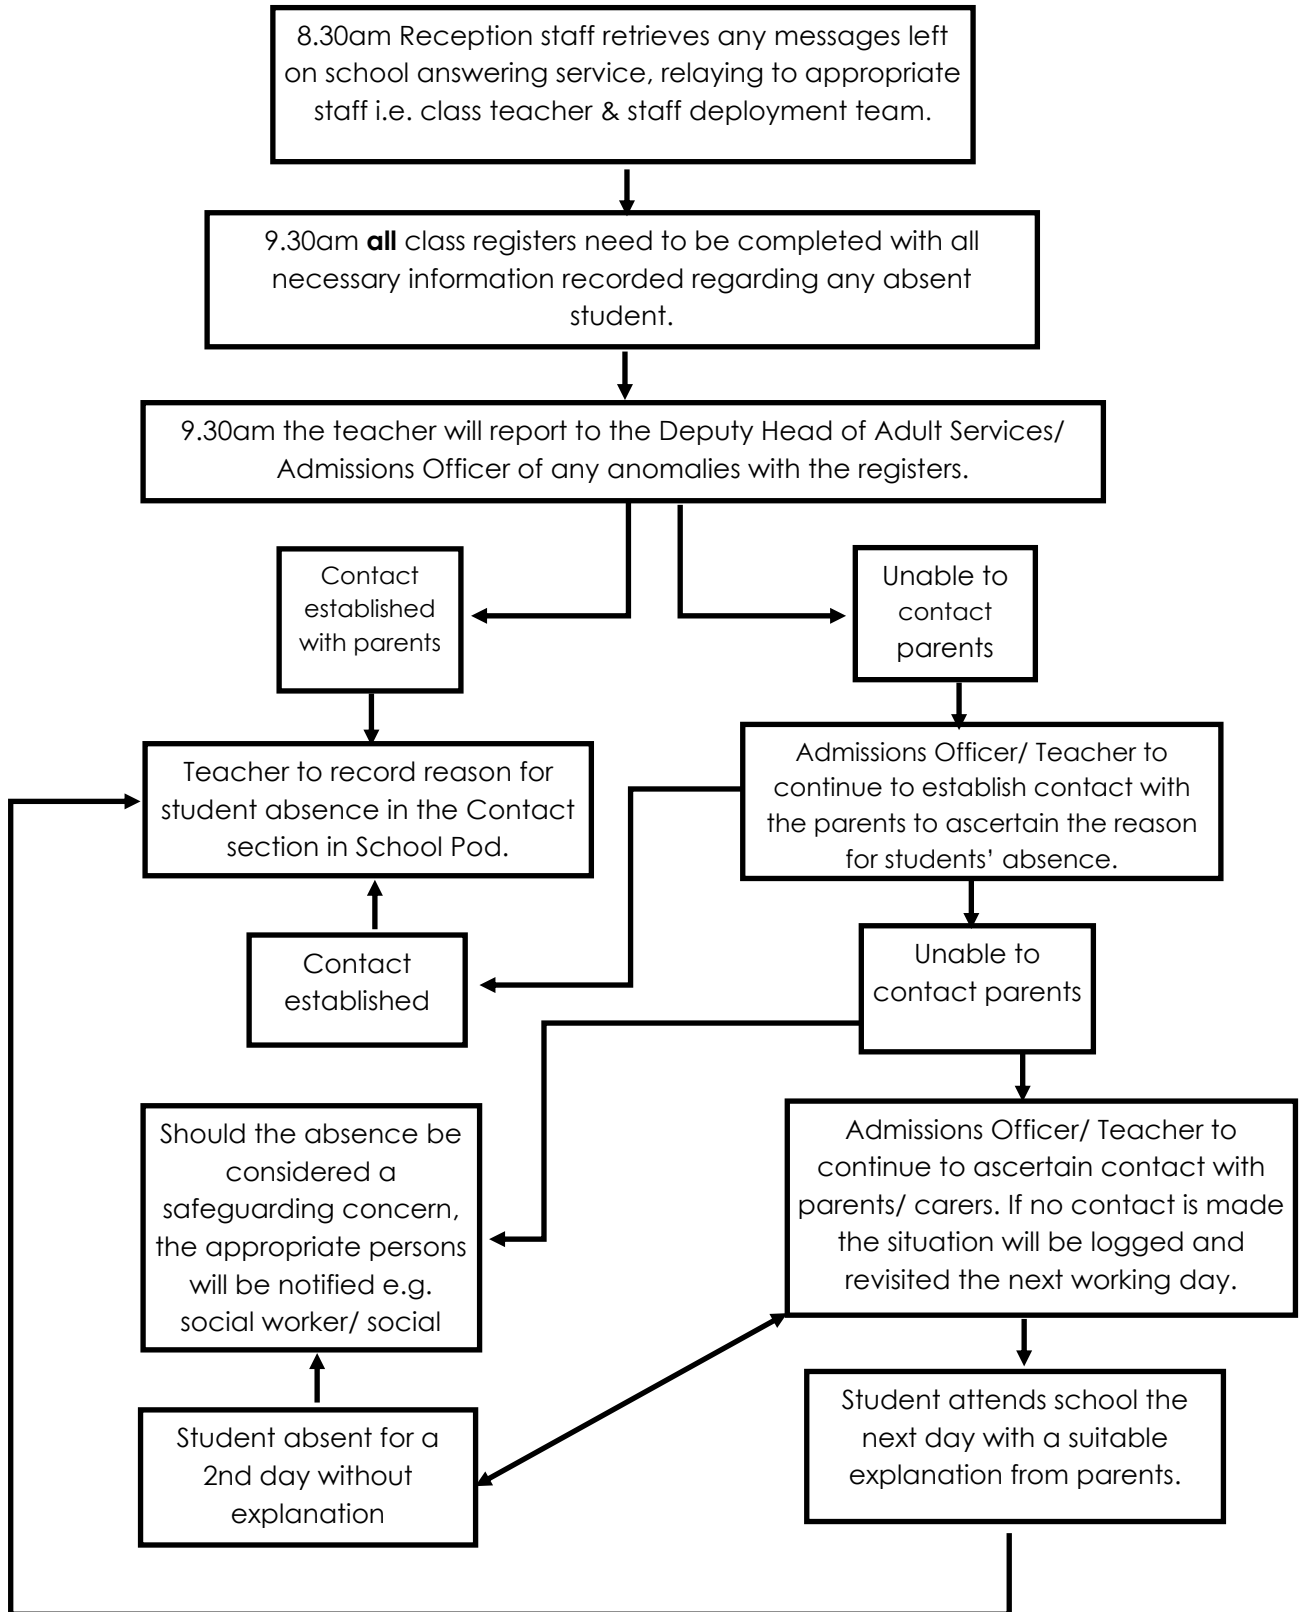 8.30am Reception staff retrieves any messages left
on school answering service, relaying to appropriate
staff i.e. class teacher & staff deployment team.
9.30am all class registers need to be completed with all
necessary information recorded regarding any absent
student.
9.30am the teacher will report to the Deputy Head of Adult Services/
Admissions Officer of any anomalies with the registers.
Contact
established
with parents
Unable to
contact
parents
Teacher to record reason for
student absence in the Contact
section in School Pod.
Admissions Officer/ Teacher to
continue to establish contact with
the parents to ascertain the reason
for students’ absence.
Contact
established
Unable to
contact parents
Should the absence be
considered a
safeguarding concern,
the appropriate persons
will be notified e.g.
social worker/ social
Admissions Officer/ Teacher to
continue to ascertain contact with
parents/ carers. If no contact is made
the situation will be logged and
revisited the next working day.
Student absent for a
2nd day without
explanation
Student attends school the
next day with a suitable
explanation from parents.